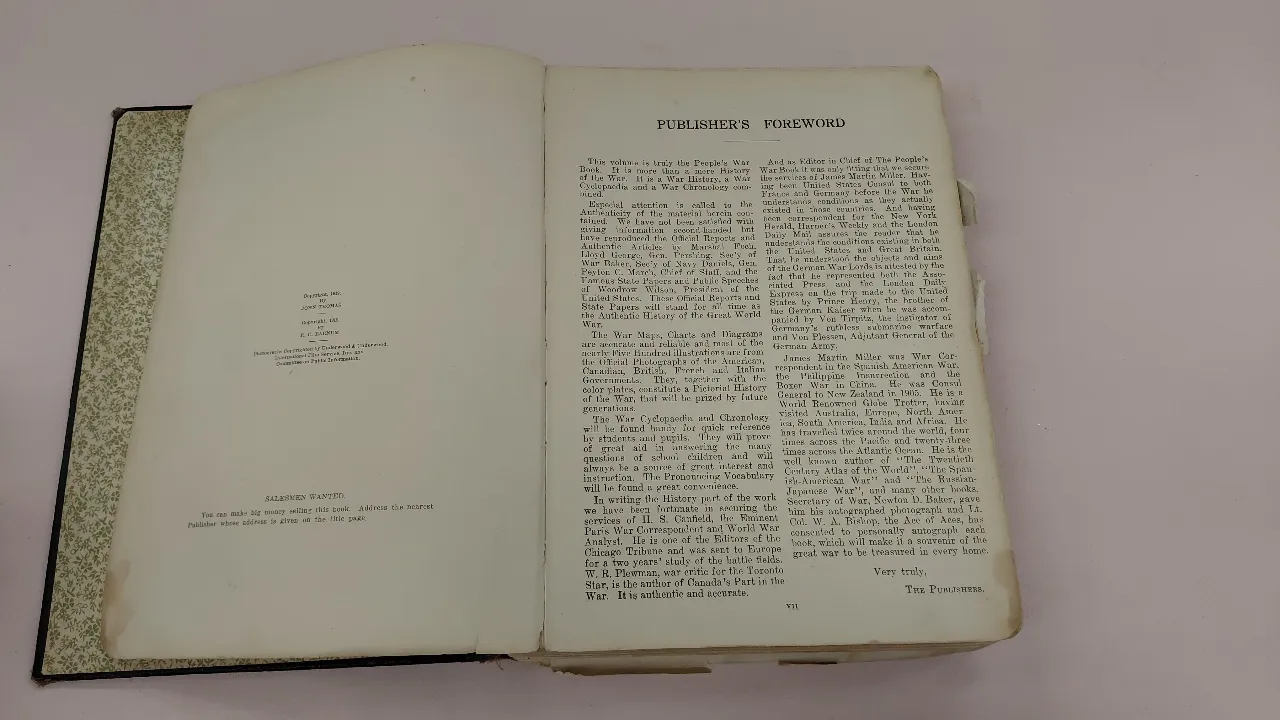 Copyright,
BY
JOHN THOMAS
Copyright,
BY
E. C. BARNUM
Illustrations Copyrighted by Underwood & Underwood,
International Film Service, Inc. and
Committee on Public Information.
SALESMEN WANTED.
You can make big money selling this book. Address the nearest
Publisher whose address is given on the title page
PUBLISHER'S FOREWORD
This volume is truly the People's War
Book. It is more than a mere History
of the War. It is a War History, a War
Cyclopaedia and a War Chronology com-
bined.
Especial attention is called to the
Authenticity of the material herein con-
tained. We have not been satisfied with
giving information second-handed but
have reproduced the Official Reports and
Authentic Articles by Marshal Foch,
Lloyd George, Gen. Pershing, Sec'y of
War Baker, Sec'y of Navy Daniels, Gen.
Peyton C. March, Chief of Staff, and the
Famous State Papers and Public Speeches
of Woodrow Wilson, President of the
United States. These Official Reports and
State Papers will stand for all time as
the Authentic History of the Great World
War.
The War Maps, Charts and Diagrams
are accurate and reliable and most of the
nearly Five Hundred illustrations are from
the Official Photographs of the American,
Canadian, British, French and Italian
Governments. They, together with the
color plates, constitute a Pictorial History
of the War, that will be prized by future
generations.
The War Cyclopaedia and Chronology
will be found handy for quick reference
by students and pupils. They will prove
of great aid in answering the many
questions of school children and will
always be a source of great interest and
instruction. The Pronouncing Vocabulary
will be found a great convenience.
In writing the History part of the work
we have been fortunate in securing the
services of H. S. Canfield, the Eminent
Paris War Correspondent and World War
Analyst. He is one of the Editors of the
Chicago Tribune and was sent to Europe
for a two years' study of the battle fields.
W. R. Plewman, war critic for the Toronto
Star, is the author of Canada's Part in the
War. It is authentic and accurate.
And as Editor in Chief of The People's
War Book it was only fitting that we secure
the services of James Martin Miller. Hav-
ing been United States Consul to both
France and Germany before the War he
understands conditions as they actually
existed in those countries. And having
been correspondent for the New York
Herald, Harper's Weekly and the London
Daily Mail assures the reader that he
understands the conditions existing in both
the United States and Great Britain.
That he understood the objects and aims
of the German War Lords is attested by the
fact that he represented both the Asso-
ciated Press and the London Daily
Express on the trip made to the United
States by Prince Henry, the brother of
the German Kaiser when he was accom-
panied by Von Tirpitz, the instigator of
Germany's ruthless submarine warfare
and Von Plessen, Adjutant General of the
German Army.
James Martin Miller was War Cor-
respondent in the Spanish American War,
the Philippine Insurrection and the
Boxer War in China. He was Consul
General to New Zealand in 1905. He is a
World Renowned Globe Trotter, having
visited Australia, Europe, North Amer
ica, South America, India and Africa. He
has travelled twice around the world, four
times across the Pacific and twenty-three
times across the Atlantic Ocean. He is the
well known author of "The Twentieth
Century Atlas of the World", "The Span-
ish-American War" and "The Russian-
Japanese War", and many other books.
Secretary of War, Newton D. Baker, gave
him his autographed photograph and Lt.
Col. W. A. Bishop, the Ace of Aces, has
consented to personally autograph each
book, which will make it a souvenir of the
great war to be treasured in every home.
Very truly,
THE PUBLISHERS.
VII